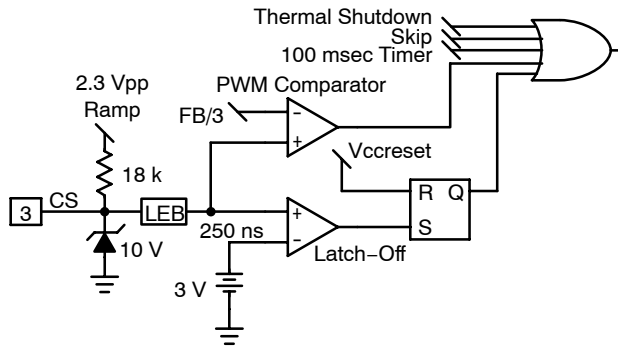 Thermal Shutdown
Skip
100 msec Timer
2.3 Vpp
Ramp
PWM Comparator
FB/3
−
+
Vccreset
18 k
R Q
S
3
CS
LEB
250 ns
+
−
Latch−Off
10 V
3 V